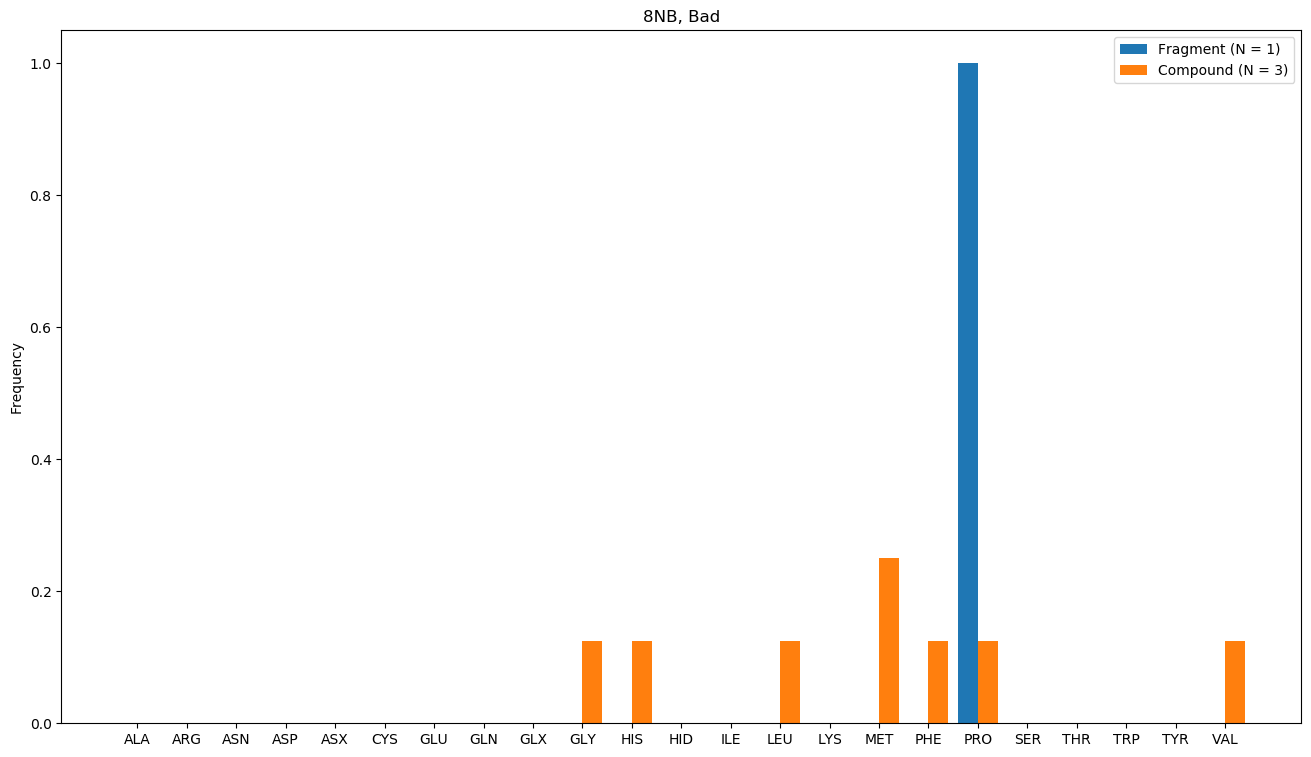 8NB, Bad
Fragment (N = 1)
Compound (N = 3)
1.0
0.8
0.6
0.4
0.2
0.0
Frequency
ALA ARG ASN ASP ASX CYS GLU GLN GLX GLY HIS HID ILE LEU LYS MET PHE PRO SER THR TRP TYR VAL